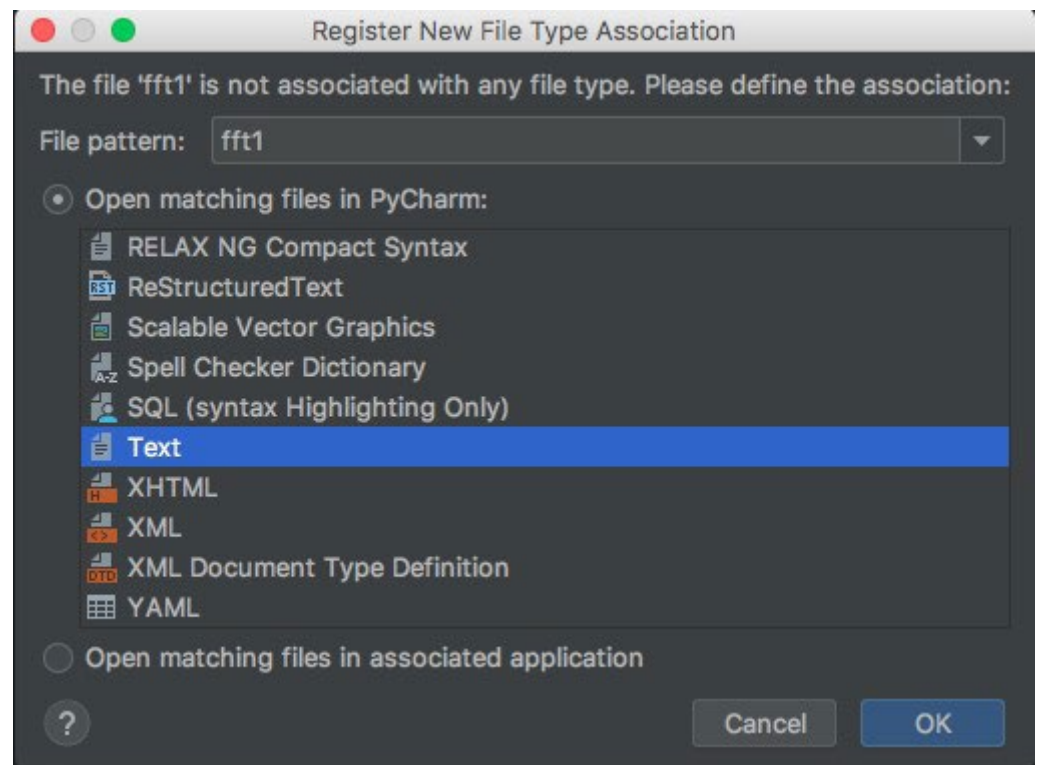 Register New File Type Association
The file 'fft1' is not associated with any file type. Please define the association:
File pattern: fft1
Open matching files in PyCharm:
RELAX NG Compact Syntax
RST ReStructuredText
Scalable Vector Graphics
A-Z Spell Checker Dictionary
SQL (syntax Highlighting Only)
Text
H XHTML
<> XML
DTD XML Document Type Definition
YAML
Open matching files in associated application
? Cancel OK